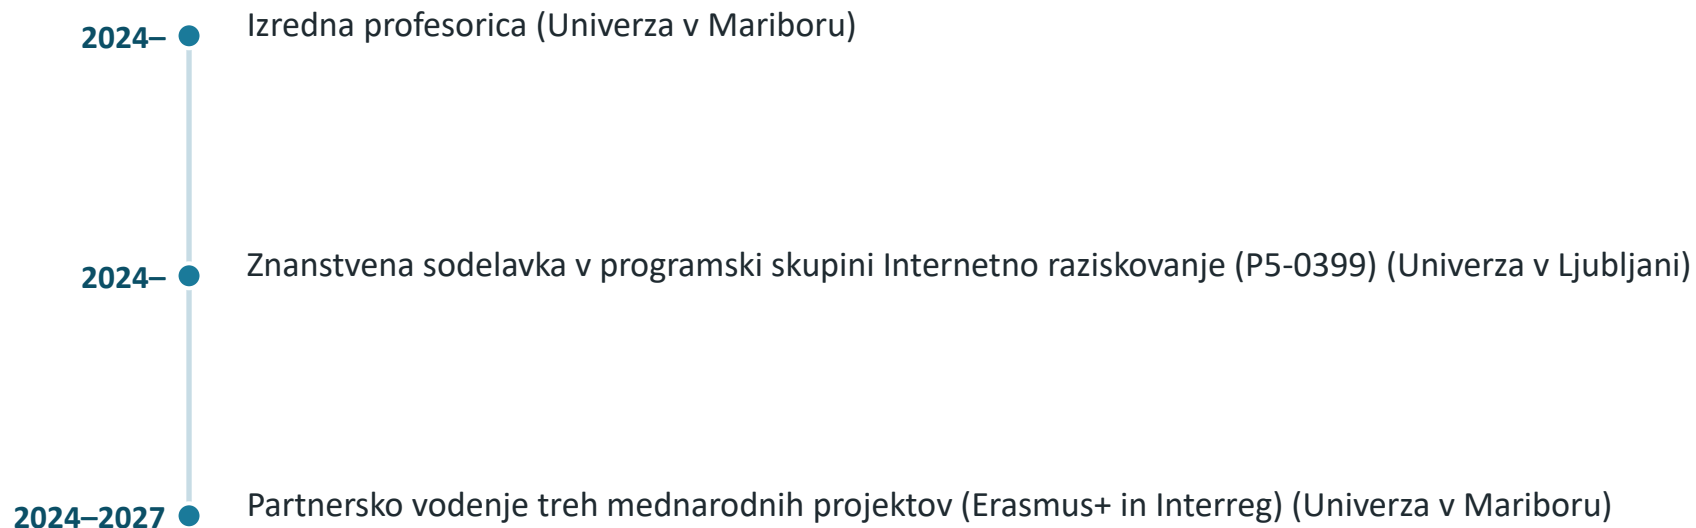 2024– Izredna profesorica (Univerza v Mariboru)
2024– Znanstvena sodelavka v programski skupini Internetno raziskovanje (P5-0399) (Univerza v Ljubljani)
2024–2027 Partnersko vodenje treh mednarodnih projektov (Erasmus+ in Interreg) (Univerza v Mariboru)